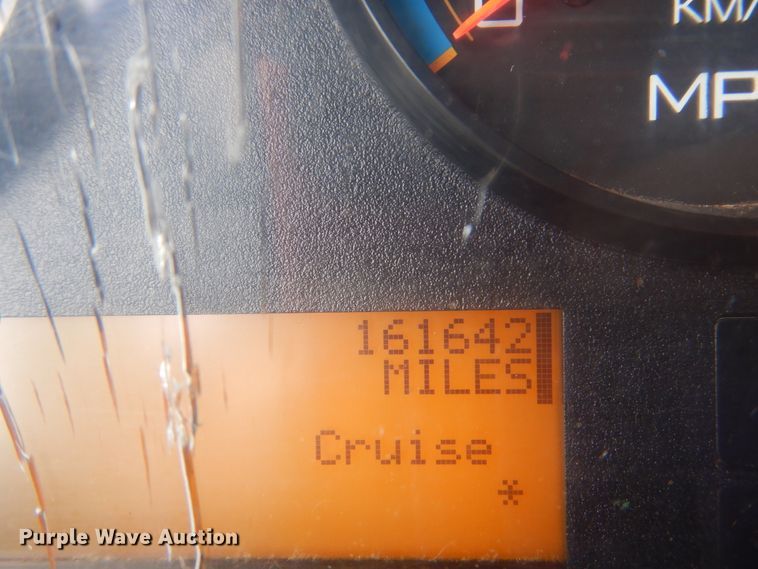 KM/
MP
161642
MILES
Cruise
*
Purple Wave Auction